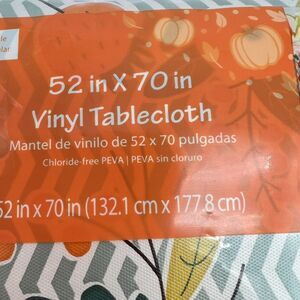 52 in X 70 in
Vinyl Tablecloth
Mantel de vinilo de 52 x 70 pulgadas
Chloride-free PEVA | PEVA sin cloruro
52 in x 70 in (132.1 cm x 177.8 cm)